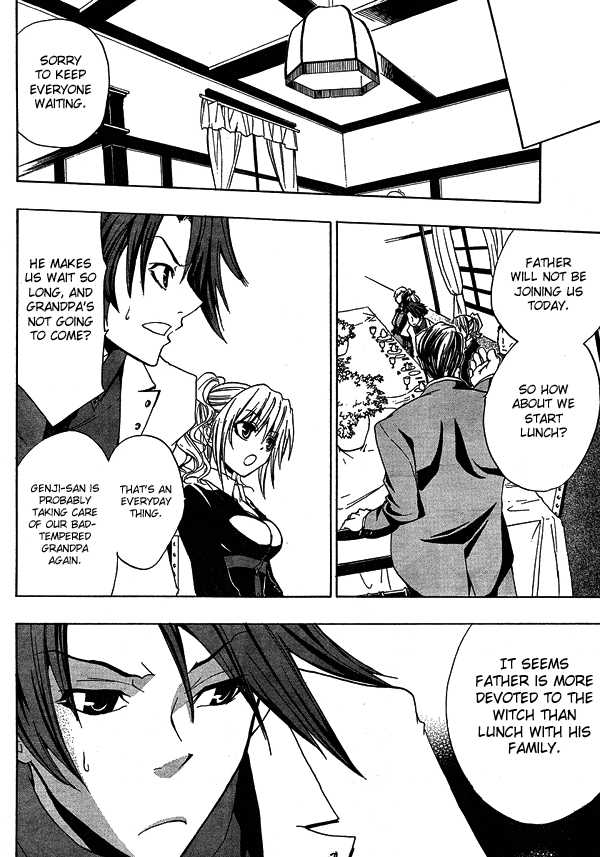 SORRY
TO KEEP
EVERYONE
WAITING.
FATHER
WILL NOT BE
JOINING US
TODAY.
SO HOW
ABOUT WE
START
LUNCH?
HE MAKES
US WAIT SO
LONG, AND
GRANDPA'S
NOT GOING
TO COME?
THAT'S AN
EVERYDAY
THING.
GENJI-SAN IS
PROBABLY
TAKING CARE
OF OUR BAD-
TEMPERED
GRANDPA
AGAIN.
IT SEEMS
FATHER IS MORE
DEVOTED TO THE
WITCH THAN
LUNCH WITH HIS
FAMILY.